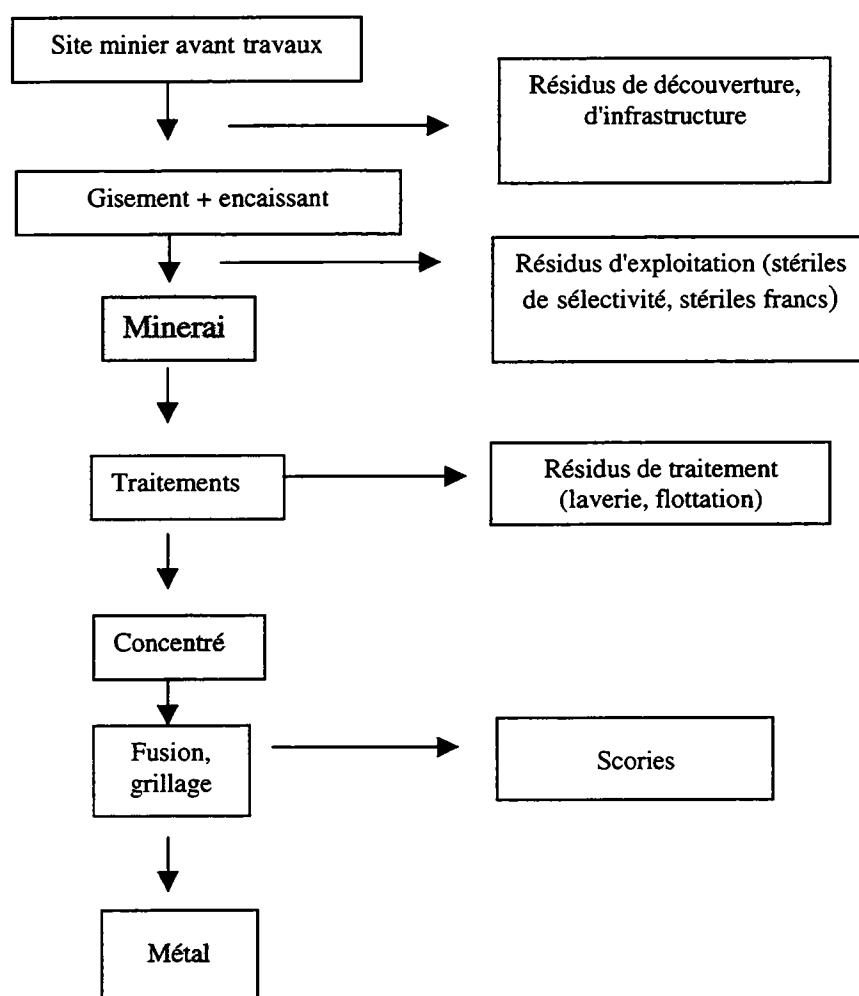 Site minier avant travaux
Résidus de découverte,
d'infrastructure
Gisement + encaissant
Résidus d'exploitation (stériles
de sélectivité, stériles francs)
Minerai
Traitements
Résidus de traitement
(laverie, flottation)
Concentré
Fusion,
grillage
Scories
Métal